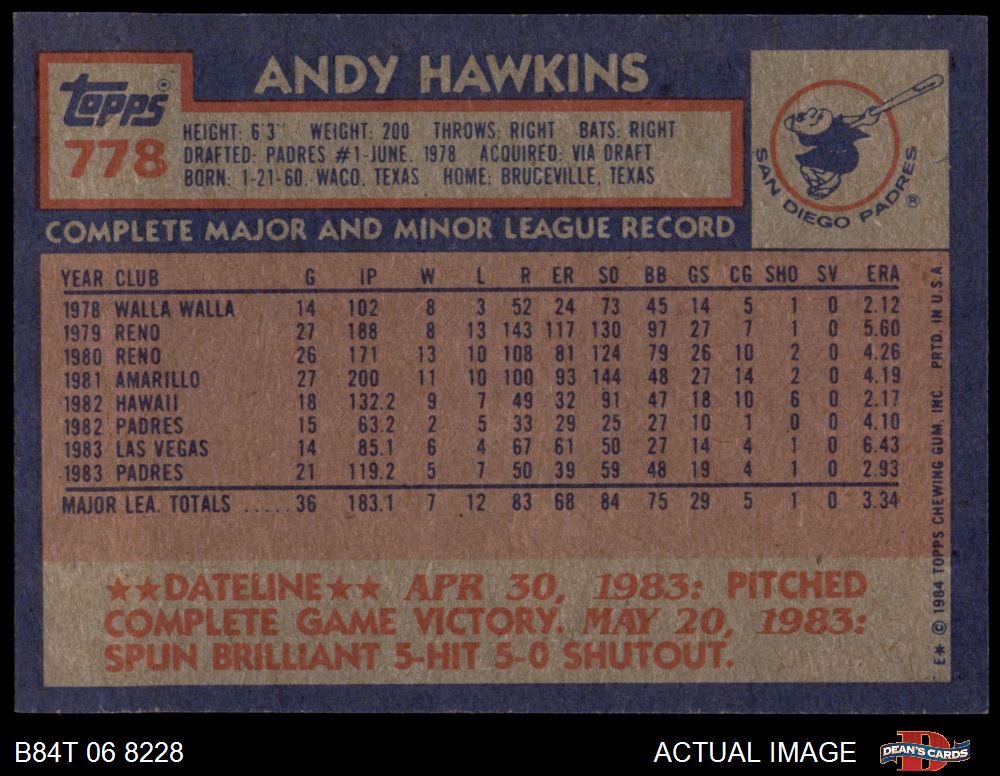 ANDY HAWKINS
topps®
778
HEIGHT: 6'3" WEIGHT: 200 THROWS: RIGHT BATS: RIGHT
DRAFTED: PADRES #1-JUNE, 1978 ACQUIRED: VIA DRAFT
BORN: 1-21-60, WACO, TEXAS HOME: BRUCEVILLE, TEXAS
SAN DIEGO PADRES®
COMPLETE MAJOR AND MINOR LEAGUE RECORD
YEAR CLUB G IP W L R ER SO BB GS CG SHO SV ERA
1978 WALLA WALLA 14 102 8 3 52 24 73 45 14 5 1 0 2.12
1979 RENO 27 188 8 13 143 117 130 97 27 7 1 0 5.60
1980 RENO 26 171 13 10 108 81 124 79 26 10 2 0 4.26
1981 AMARILLO 27 200 11 10 100 93 144 48 27 14 2 0 4.19
1982 HAWAII 18 132.2 9 7 49 32 91 47 18 10 6 0 2.17
1982 PADRES 15 63.2 2 5 33 29 25 27 10 1 0 0 4.10
1983 LAS VEGAS 14 85.1 6 4 67 61 50 27 14 4 1 0 6.43
1983 PADRES 21 119.2 5 7 50 39 59 48 19 4 1 0 2.93
MAJOR LEA. TOTALS .....36 183.1 7 12 83 68 84 75 29 5 1 0 3.34
★★DATELINE★★ APR 30, 1983: PITCHED
COMPLETE GAME VICTORY. MAY 20, 1983:
SPUN BRILLIANT 5-HIT 5-0 SHUTOUT.
E* © 1984 TOPPS CHEWING GUM, INC. PRTD. IN U.S.A.
B84T 06 8228
ACTUAL IMAGE
DEAN'S CARDS